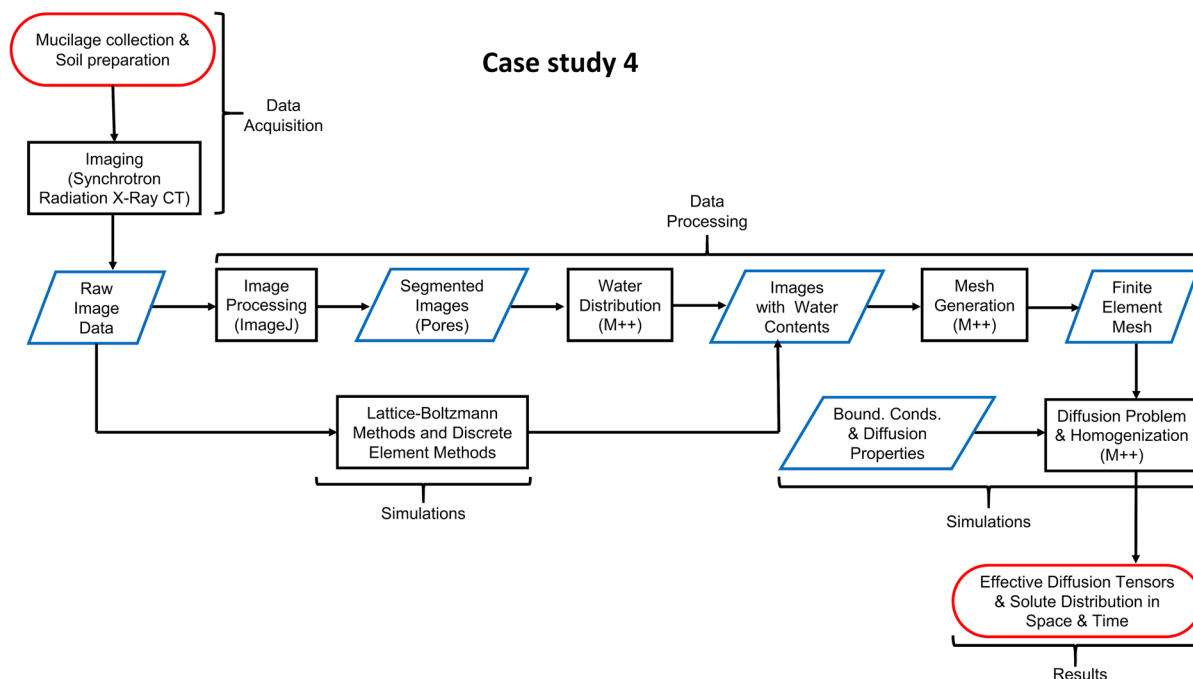 Case study 4
Mucilage collection &
Soil preparation
Data
Acquisition
Imaging
(Synchrotron
Radiation X-Ray CT)
Data
Processing
Raw
Image
Data
Image
Processing
(ImageJ)
Segmented
Images
(Pores)
Water
Distribution
(M++)
Images
with Water
Contents
Mesh
Generation
(M++)
Finite
Element
Mesh
Lattice-Boltzmann
Methods and Discrete
Element Methods
Simulations
Bound. Conds.
& Diffusion
Properties
Diffusion Problem
& Homogenization
(M++)
Simulations
Effective Diffusion Tensors
& Solute Distribution in
Space & Time
Results